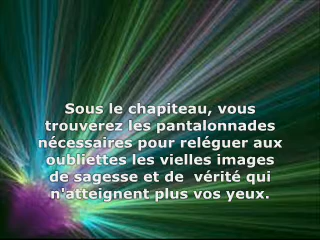 Sous le chapiteau, vous
trouverez les pantalonnades
nécessaires pour reléguer aux
oubliettes les vielles images
de sagesse et de  vérité qui
n'atteignent plus vos yeux.